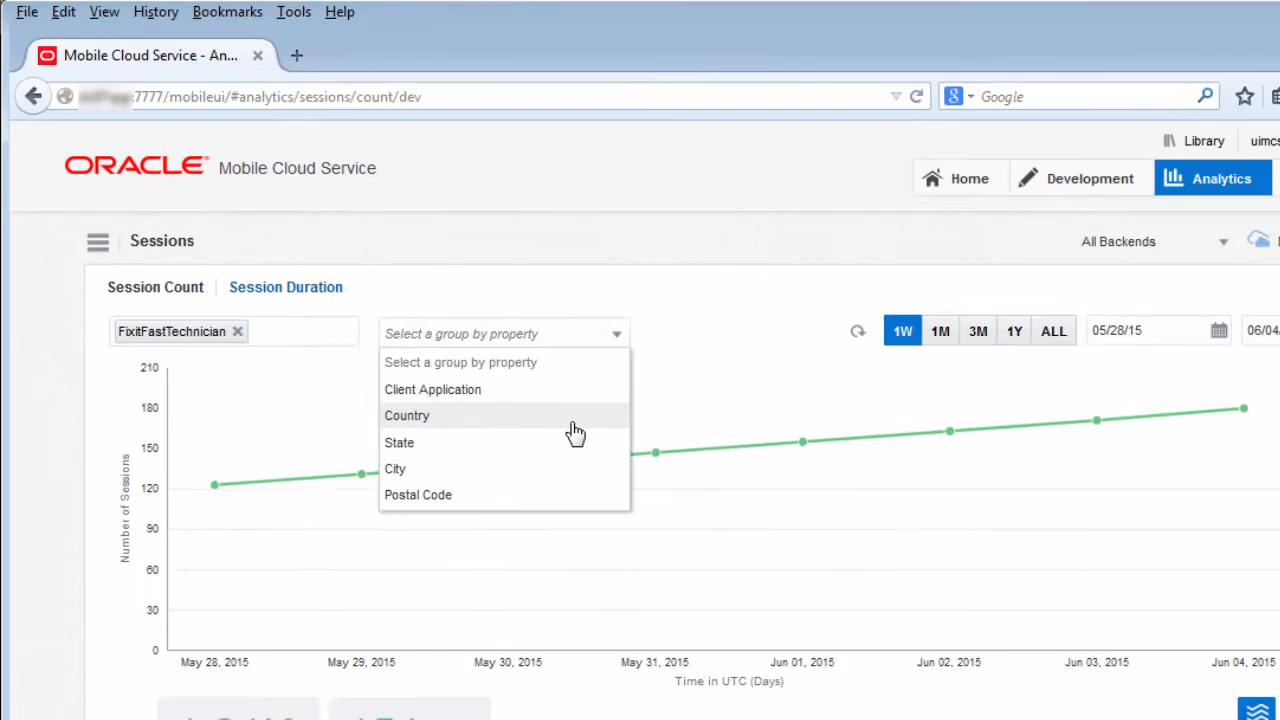 File Edit View History Bookmarks Tools Help
Mobile Cloud Service - An...
:7777/mobileui/#analytics/sessions/count/dev
Google
Library
ORACLE® Mobile Cloud Service
Home Development Analytics
Sessions
All Backends
Session Count Session Duration
FixitFastTechnician
Select a group by property
1W 1M 3M 1Y ALL 05/28/15 06/04
Select a group by property
Client Application
Country
State
City
Postal Code
210
180
150
120
90
60
30
0
Number of Sessions
May 28, 2015 May 29, 2015 May 30, 2015 May 31, 2015 Jun 01, 2015 Jun 02, 2015 Jun 03, 2015 Jun 04, 2015
Time in UTC (Days)